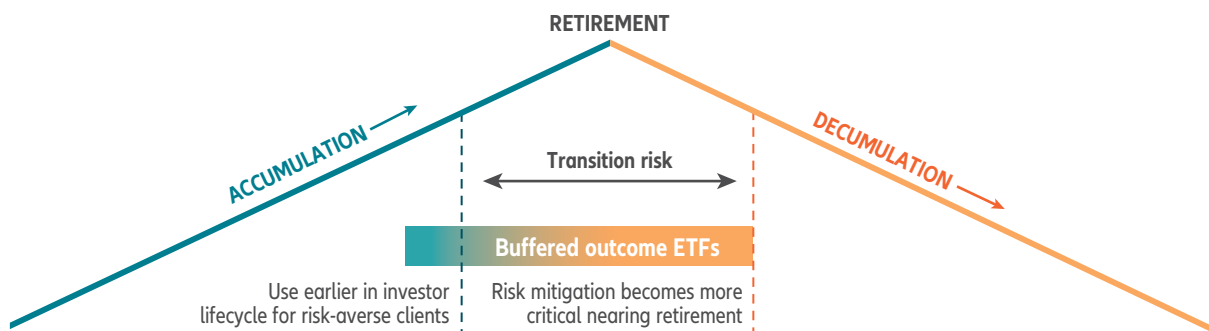 RETIREMENT
ACCUMULATION
DECUMULATION
Transition risk
Buffered outcome ETFs
Use earlier in investor
lifecycle for risk-averse clients
Risk mitigation becomes more
critical nearing retirement